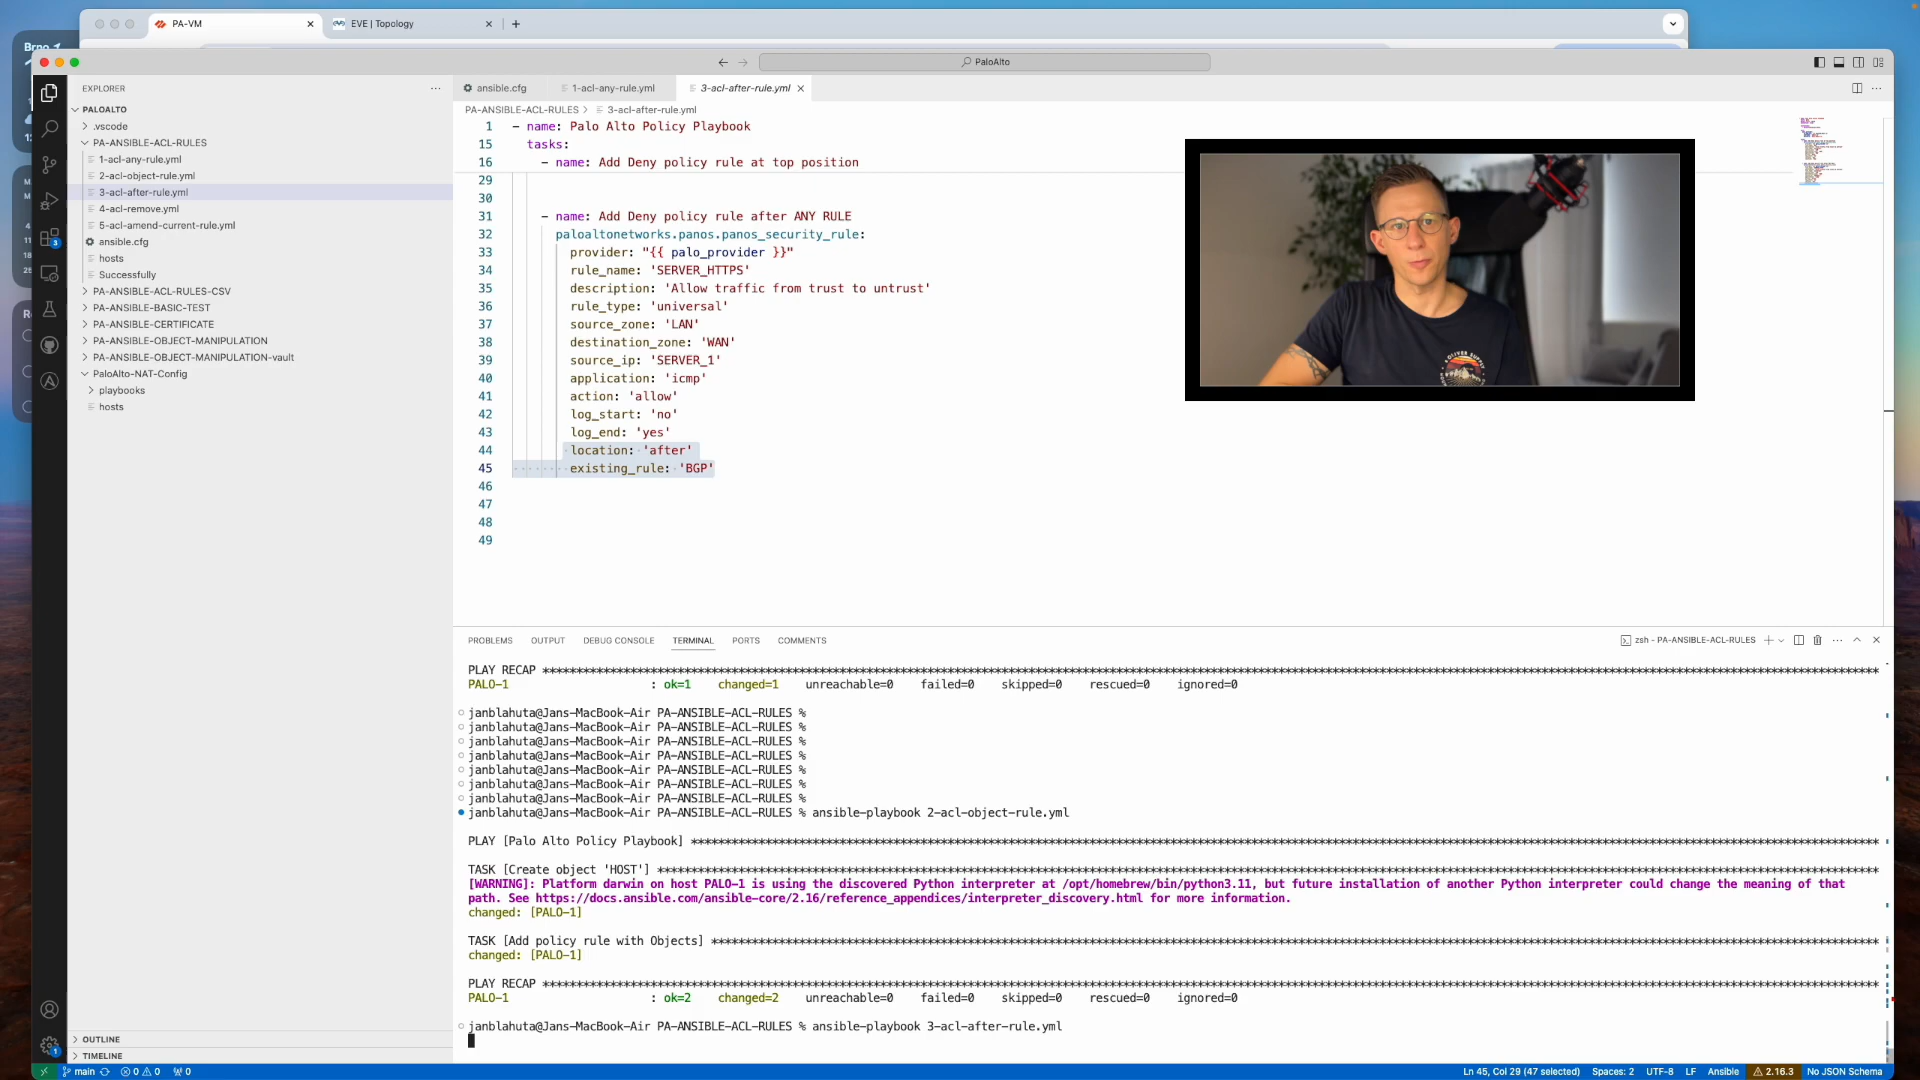 PA-VM
EVE | Topology
Brno
PaloAlto
EXPLORER
PALOALTO
.vscode
PA-ANSIBLE-ACL-RULES
1-acl-any-rule.yml
2-acl-object-rule.yml
3-acl-after-rule.yml
4-acl-remove.yml
5-acl-amend-current-rule.yml
ansible.cfg
hosts
Successfully
PA-ANSIBLE-ACL-RULES-CSV
PA-ANSIBLE-BASIC-TEST
PA-ANSIBLE-CERTIFICATE
PA-ANSIBLE-OBJECT-MANIPULATION
PA-ANSIBLE-OBJECT-MANIPULATION-vault
PaloAlto-NAT-Config
playbooks
hosts
OUTLINE
TIMELINE
ansible.cfg
1-acl-any-rule.yml
3-acl-after-rule.yml
PA-ANSIBLE-ACL-RULES > 3-acl-after-rule.yml
1 - name: Palo Alto Policy Playbook
15 tasks:
16 - name: Add Deny policy rule at top position
29
30
31 - name: Add Deny policy rule after ANY RULE
32 paloaltonetworks.panos.panos_security_rule:
33 provider: "{{ palo_provider }}"
34 rule_name: 'SERVER_HTTPS'
35 description: 'Allow traffic from trust to untrust'
36 rule_type: 'universal'
37 source_zone: 'LAN'
38 destination_zone: 'WAN'
39 source_ip: 'SERVER_1'
40 application: 'icmp'
41 action: 'allow'
42 log_start: 'no'
43 log_end: 'yes'
44 location: 'after'
45 existing_rule: 'BGP'
46
47
48
49
OLIVER SUPPLY
PROBLEMS OUTPUT DEBUG CONSOLE TERMINAL PORTS COMMENTS
zsh - PA-ANSIBLE-ACL-RULES
PLAY RECAP ****************************************************************
PALO-1 : ok=1 changed=1 unreachable=0 failed=0 skipped=0 rescued=0 ignored=0
janblahuta@Jans-MacBook-Air PA-ANSIBLE-ACL-RULES %
janblahuta@Jans-MacBook-Air PA-ANSIBLE-ACL-RULES %
janblahuta@Jans-MacBook-Air PA-ANSIBLE-ACL-RULES %
janblahuta@Jans-MacBook-Air PA-ANSIBLE-ACL-RULES %
janblahuta@Jans-MacBook-Air PA-ANSIBLE-ACL-RULES %
janblahuta@Jans-MacBook-Air PA-ANSIBLE-ACL-RULES %
janblahuta@Jans-MacBook-Air PA-ANSIBLE-ACL-RULES %
janblahuta@Jans-MacBook-Air PA-ANSIBLE-ACL-RULES % ansible-playbook 2-acl-object-rule.yml
PLAY [Palo Alto Policy Playbook] ****************************************************************
TASK [Create object 'HOST'] ****************************************************************
[WARNING]: Platform darwin on host PALO-1 is using the discovered Python interpreter at /opt/homebrew/bin/python3.11, but future installation of another Python interpreter could change the meaning of that
path. See https://docs.ansible.com/ansible-core/2.16/reference_appendices/interpreter_discovery.html for more information.
changed: [PALO-1]
TASK [Add policy rule with Objects] ****************************************************************
changed: [PALO-1]
PLAY RECAP ****************************************************************
PALO-1 : ok=2 changed=2 unreachable=0 failed=0 skipped=0 rescued=0 ignored=0
janblahuta@Jans-MacBook-Air PA-ANSIBLE-ACL-RULES % ansible-playbook 3-acl-after-rule.yml
main 0 0 0
Ln 45, Col 29 (47 selected) Spaces: 2 UTF-8 LF Ansible 2.16.3 No JSON Schema